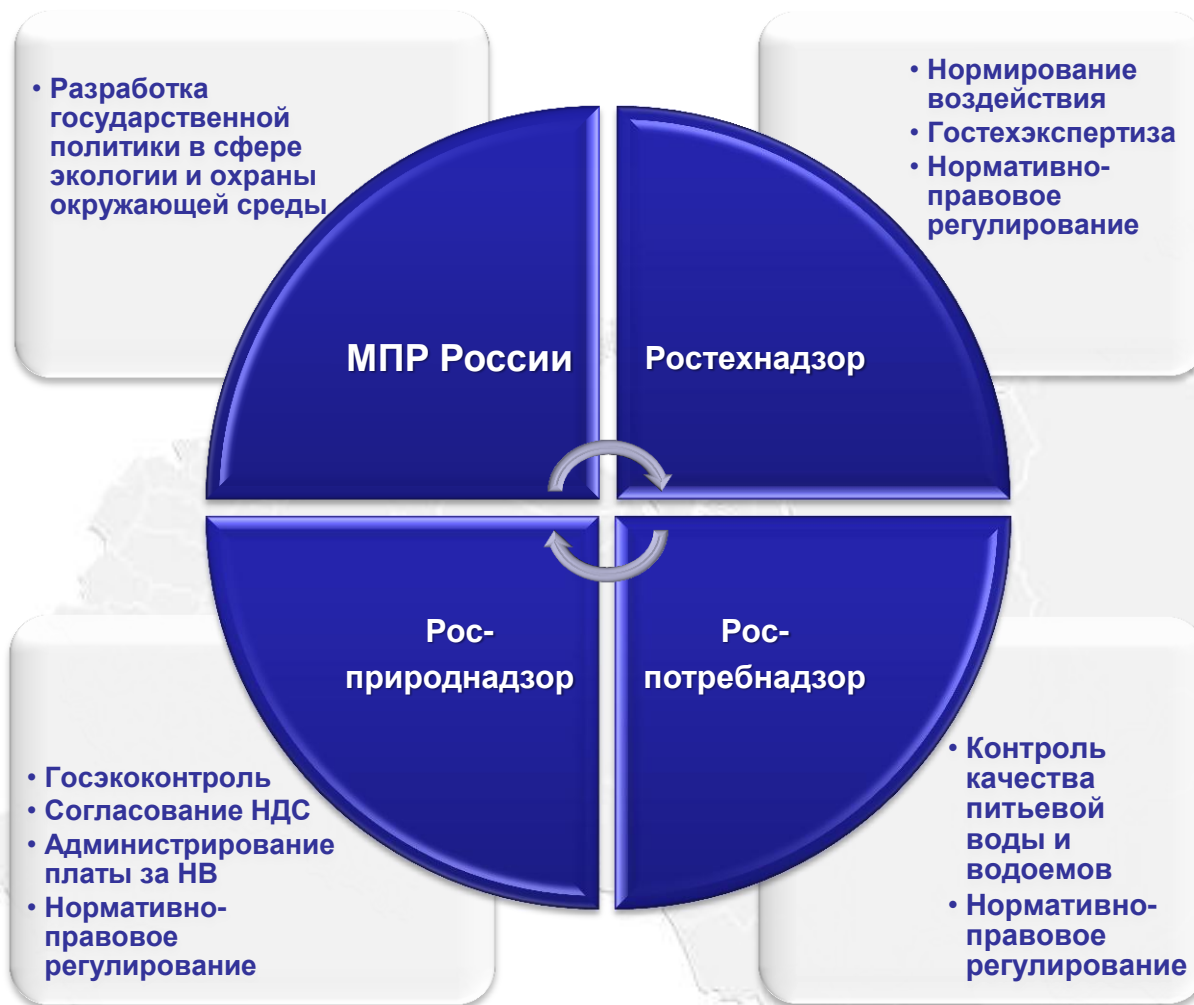 • Разработка
государственной
политики в сфере
экологии и охраны
окружающей среды
• Нормирование
воздействия
• Гостехэкспертиза
• Нормативно-
правовое
регулирование
МПР России
Ростехнадзор
Рос-
природнадзор
Рос-
потребнадзор
• Госэкоконтроль
• Согласование НДС
• Администрирование
платы за НВ
• Нормативно-
правовое
регулирование
• Контроль
качества
питьевой
воды и
водоемов
• Нормативно-
правовое
регулирование